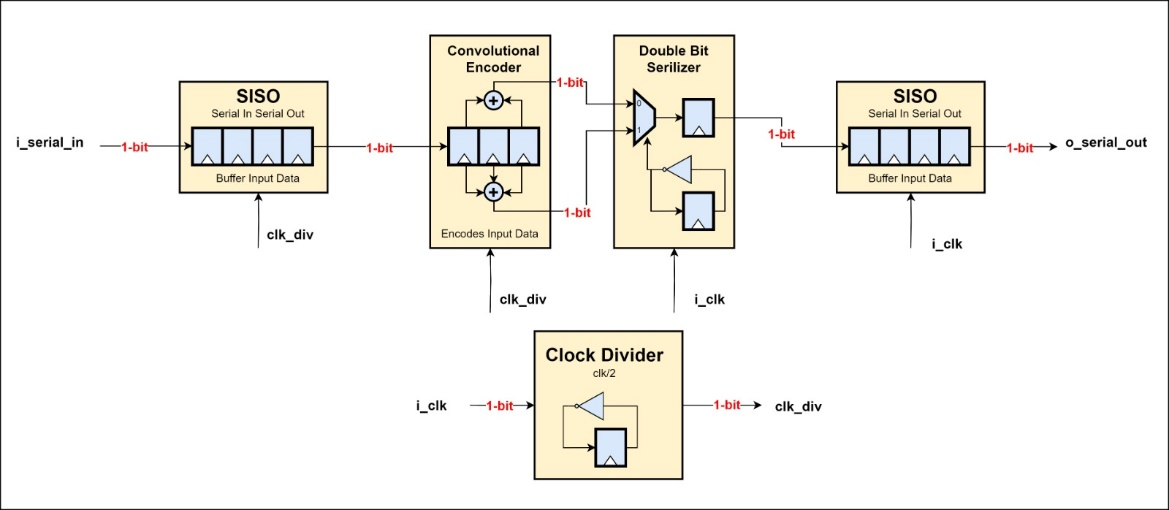 Convolutional
Encoder
Double Bit
Serilizer
SISO
Serial In Serial Out
i_serial_in
1-bit
Buffer Input Data
clk_div
1-bit
1-bit
1-bit
Encodes Input Data
clk_div
0
1
i_clk
1-bit
SISO
Serial In Serial Out
Buffer Input Data
i_clk
1-bit
o_serial_out
Clock Divider
clk/2
i_clk
1-bit
1-bit
clk_div